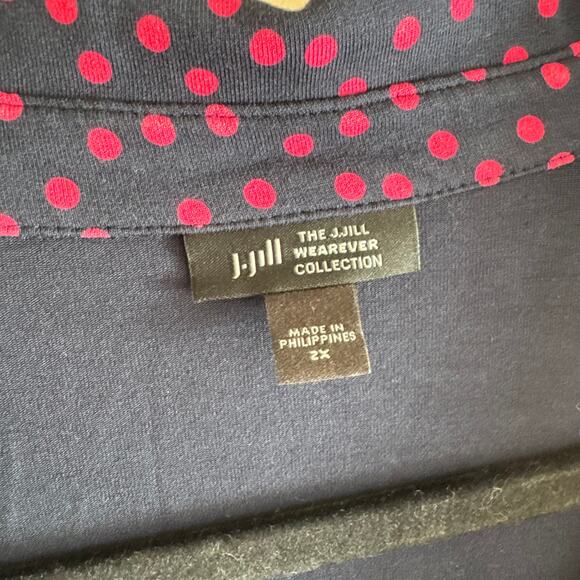 J.Jill
THE J.JILL
WEAREVER
COLLECTION
MADE IN
PHILIPPINES
2X